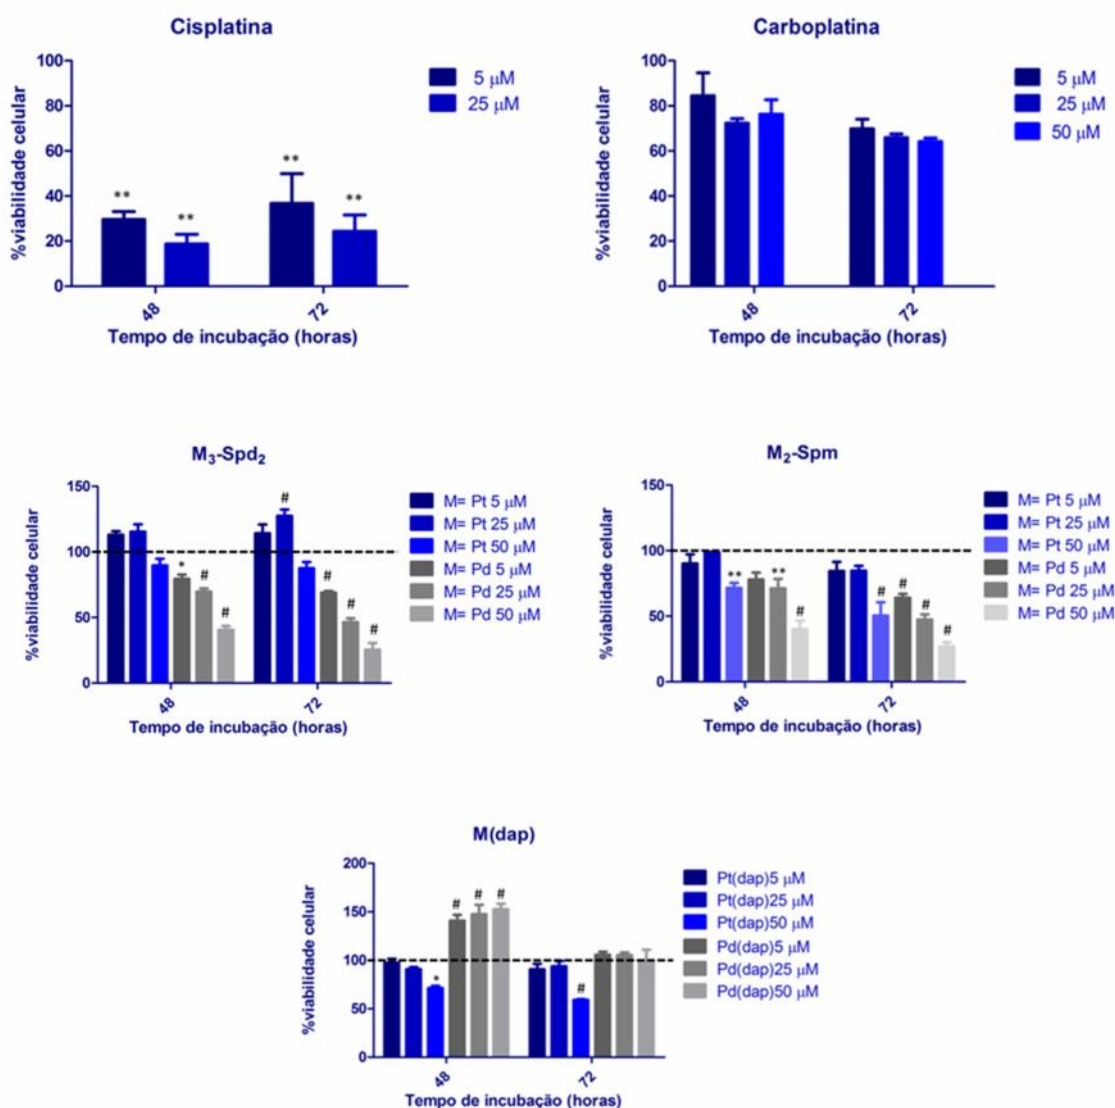 Cisplatina
%viabilidade celular
100
80
60
40
20
0
** ** ** **
48 72
Tempo de incubação (horas)
5 µM
25 µM
Carboplatina
%viabilidade celular
100
80
60
40
20
0
48 72
Tempo de incubação (horas)
5 µM
25 µM
50 µM
M3-Spd2
%viabilidade celular
150
100
50
0
* # # # # # #
48 72
Tempo de incubação (horas)
M= Pt 5 µM
M= Pt 25 µM
M= Pt 50 µM
M= Pd 5 µM
M= Pd 25 µM
M= Pd 50 µM
M2-Spm
%viabilidade celular
150
100
50
0
** ** # # # # #
48 72
Tempo de incubação (horas)
M= Pt 5 µM
M= Pt 25 µM
M= Pt 50 µM
M= Pd 5 µM
M= Pd 25 µM
M= Pd 50 µM
M(dap)
%viabilidade celular
200
150
100
50
0
* # # # #
48 72
Tempo de incubação (horas)
Pt(dap)5 µM
Pt(dap)25 µM
Pt(dap)50 µM
Pd(dap)5 µM
Pd(dap)25 µM
Pd(dap)50 µM